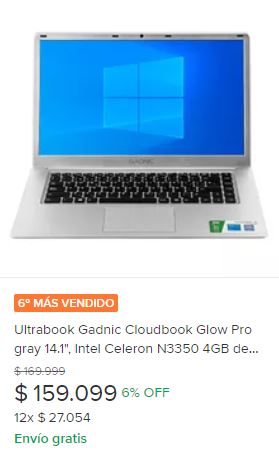 GADNIC
6º MÁS VENDIDO
Ultrabook Gadnic Cloudbook Glow Pro
gray 14.1", Intel Celeron N3350 4GB de...
$ 169.999
$ 159.099 6% OFF
12x $ 27.054
Envío gratis